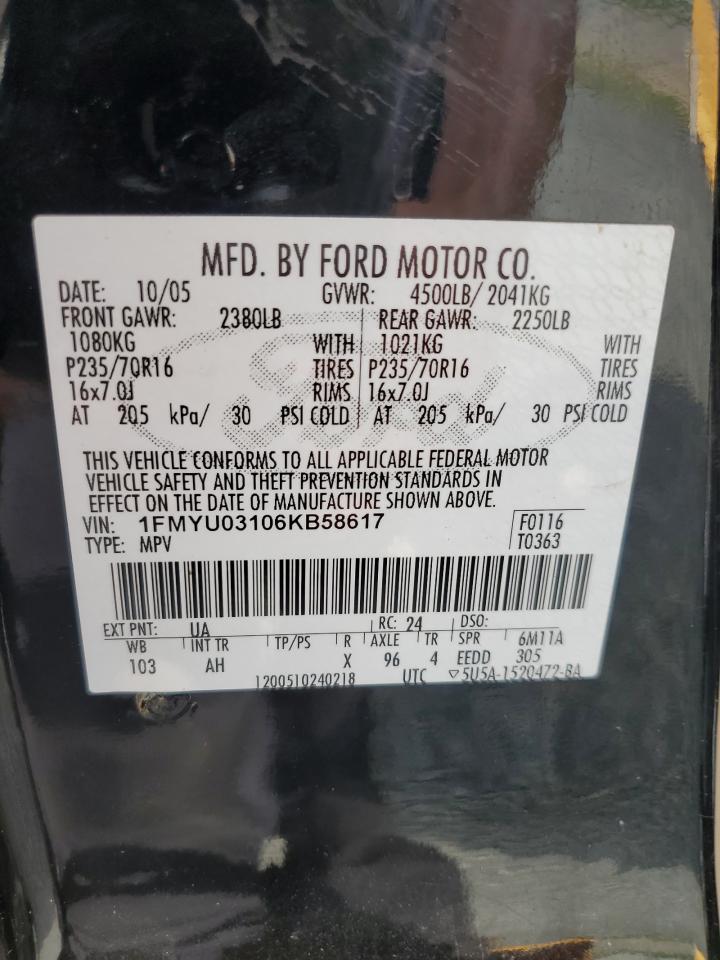 MFD. BY FORD MOTOR CO.
DATE: 10/05 GVWR: 4500LB/ 2041KG
FRONT GAWR: 2380LB REAR GAWR: 2250LB
1080KG WITH 1021KG WITH
P235/70R16 TIRES P235/70R16 TIRES
16x7.0J RIMS 16x7.0J RIMS
AT 205 kPa/ 30 PSI COLD AT 205 kPa/ 30 PSI COLD
THIS VEHICLE CONFORMS TO ALL APPLICABLE FEDERAL MOTOR
VEHICLE SAFETY AND THEFT PREVENTION STANDARDS IN
EFFECT ON THE DATE OF MANUFACTURE SHOWN ABOVE.
VIN: 1FMYU03106KB58617 F0116
TYPE: MPV T0363
EXT PNT: UA RC: 24 DSO:
WB INT TR TP/PS R AXLE TR SPR 6M11A
103 AH X 96 4 EEDD 305
1200510240218 UTC ▽5U5A-1520472-BA
Ford